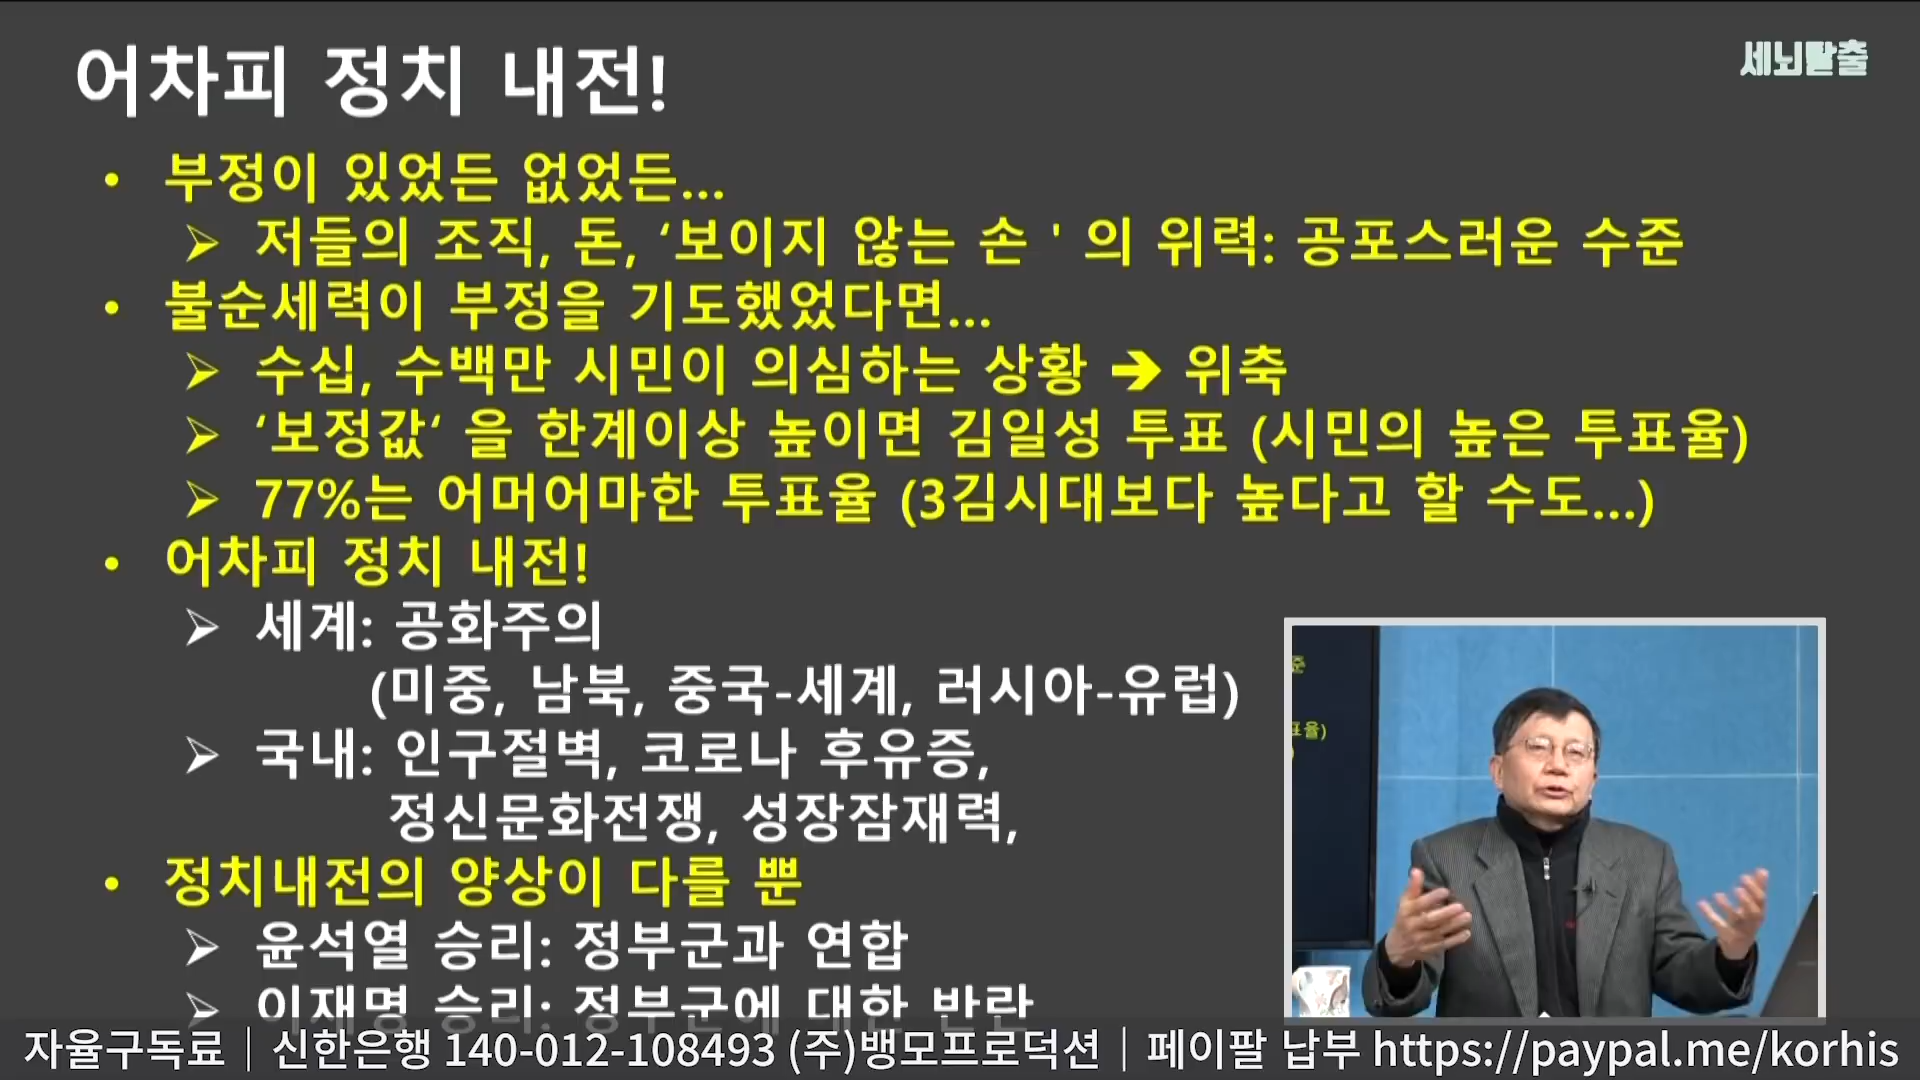 어차피 정치 내전!
세뇌탈출
• 부정이 있었든 없었든...
➢ 저들의 조직, 돈, ‘보이지 않는 손 ' 의 위력: 공포스러운 수준
• 불순세력이 부정을 기도했었다면...
➢ 수십, 수백만 시민이 의심하는 상황 ➔ 위축
➢ ‘보정값‘ 을 한계이상 높이면 김일성 투표 (시민의 높은 투표율)
➢ 77%는 어머어마한 투표율 (3김시대보다 높다고 할 수도...)
• 어차피 정치 내전!
➢ 세계: 공화주의
(미중, 남북, 중국-세계, 러시아-유럽)
➢ 국내: 인구절벽, 코로나 후유증,
정신문화전쟁, 성장잠재력,
• 정치내전의 양상이 다를 뿐
➢ 윤석열 승리: 정부군과 연합
➢ 이재명 승리: 정부군에 대한 반란
준
표율)
)
자율구독료 | 신한은행 140-012-108493 (주)뱅모프로덕션 | 페이팔 납부 https://paypal.me/korhis